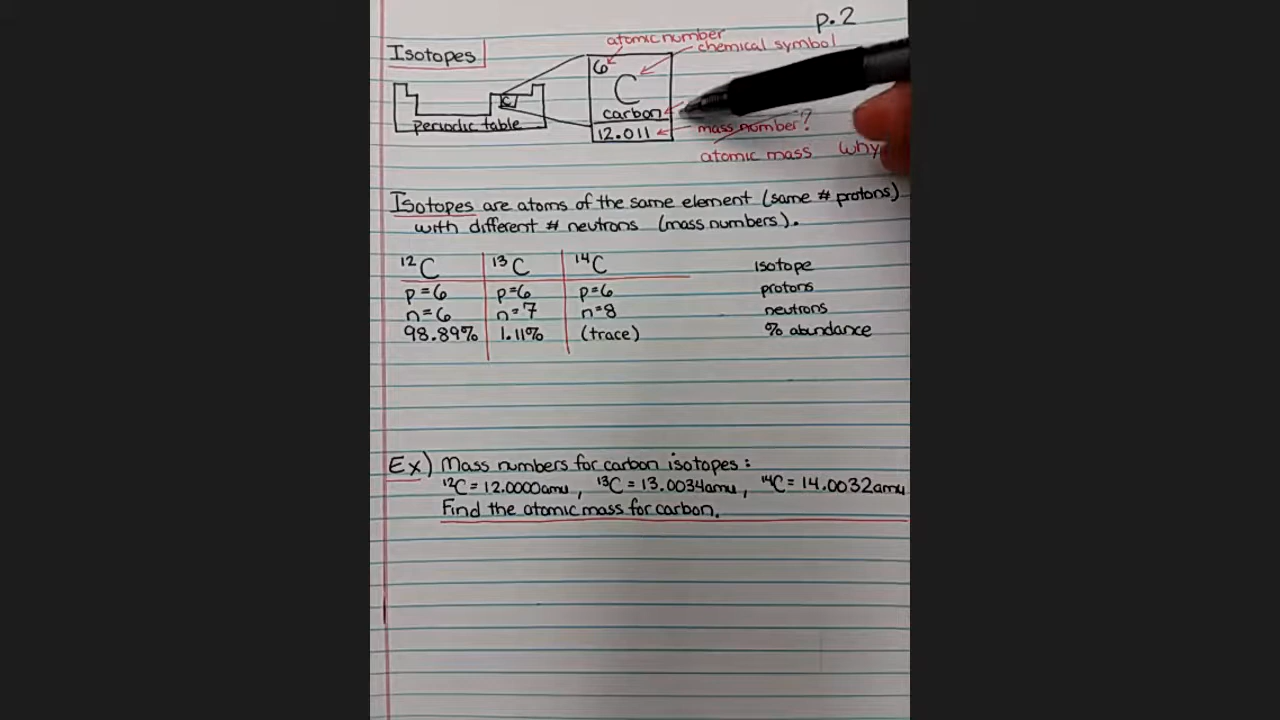 p.2
Isotopes
atomic number
chemical symbol
6
C
carbon
12.011
C
periodic table
mass number?
atomic mass why
Isotopes are atoms of the same element (same # protons)
with different # neutrons (mass numbers).
¹²C ¹³C ¹⁴C isotope
p=6 p=6 p=6 protons
n=6 n=7 n=8 neutrons
98.89% 1.11% (trace) % abundance
Ex) Mass numbers for carbon isotopes:
¹²C = 12.0000amu, ¹³C = 13.0034amu, ¹⁴C = 14.0032amu
Find the atomic mass for carbon.